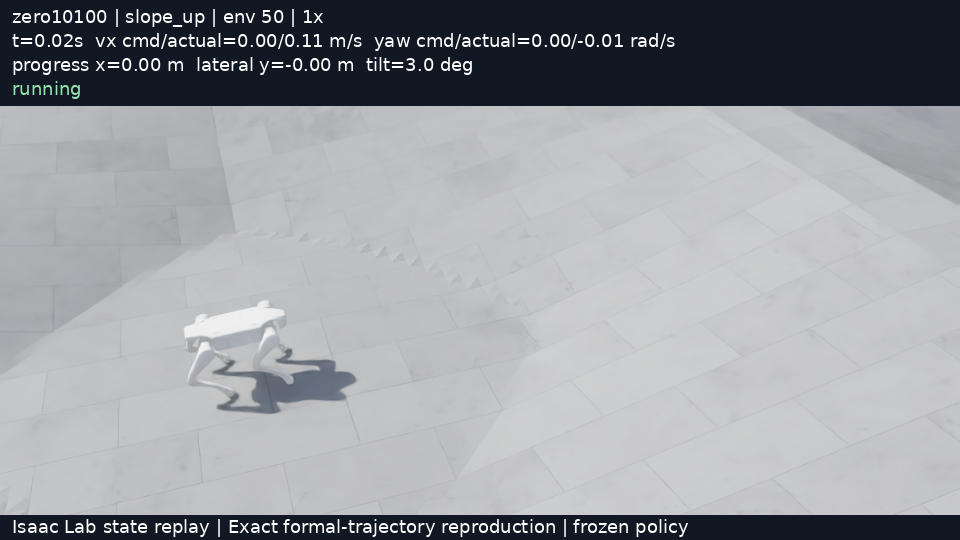 zero10100 | slope_up | env 50 | 1x
t=0.02s  vx cmd/actual=0.00/0.11 m/s  yaw cmd/actual=0.00/-0.01 rad/s
progress x=0.00 m  lateral y=-0.00 m  tilt=3.0 deg
running
Isaac Lab state replay | Exact formal-trajectory reproduction | frozen policy